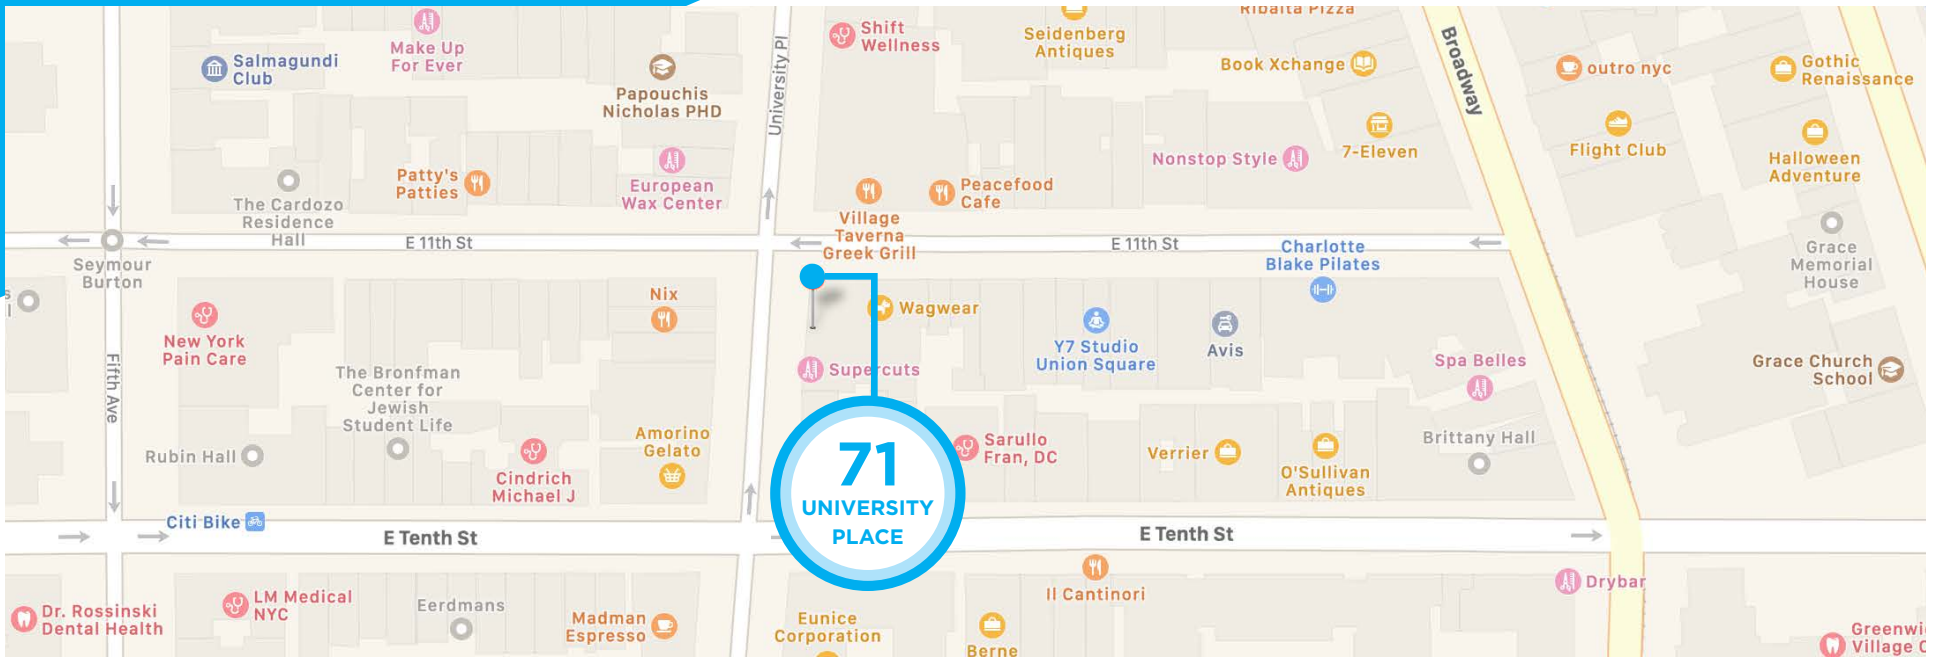 Ribalta Pizza
Make Up
For Ever
Shift
Wellness
Seidenberg
Antiques
Broadway
Salmagundi
Club
University Pl
Book Xchange
outro nyc
Gothic
Renaissance
Papouchis
Nicholas PHD
7-Eleven
Flight Club
Nonstop Style
Halloween
Adventure
Patty's
Patties
European
Wax Center
Peacefood
Cafe
The Cardozo
Residence
Hall
Village
Taverna
Greek Grill
E 11th St
E 11th St
Charlotte
Blake Pilates
Grace
Memorial
House
Seymour
Burton
Nix
Wagwear
New York
Pain Care
Y7 Studio
Union Square
Avis
Fifth Ave
The Bronfman
Center for
Jewish
Student Life
Supercuts
Spa Belles
Grace Church
School
Rubin Hall
Cindrich
Michael J
Amorino
Gelato
71
UNIVERSITY
PLACE
Sarullo
Fran, DC
Verrier
O'Sullivan
Antiques
Brittany Hall
Citi Bike
E Tenth St
E Tenth St
Il Cantinori
Drybar
Dr. Rossinski
Dental Health
LM Medical
NYC
Eerdmans
Madman
Espresso
Eunice
Corporation
Berne
Greenwi
Village C